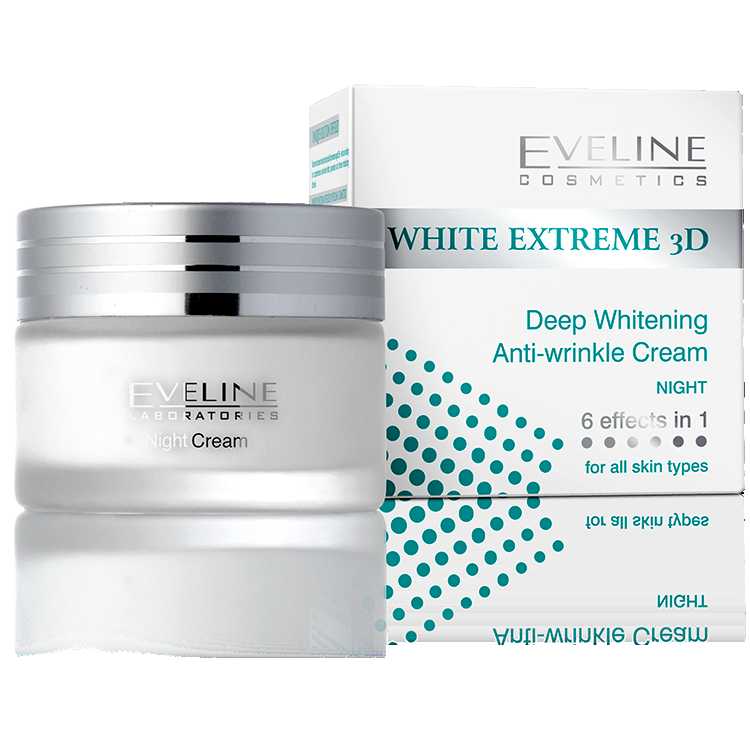 EVELINE
COSMETICS
WHITE EXTREME 3D
Deep Whitening
Anti-wrinkle Cream
NIGHT
6 effects in 1
for all skin types
EVELINE
LABORATORIES
Night Cream
for all skin types
NIGHT
Anti-wrinkle Cream